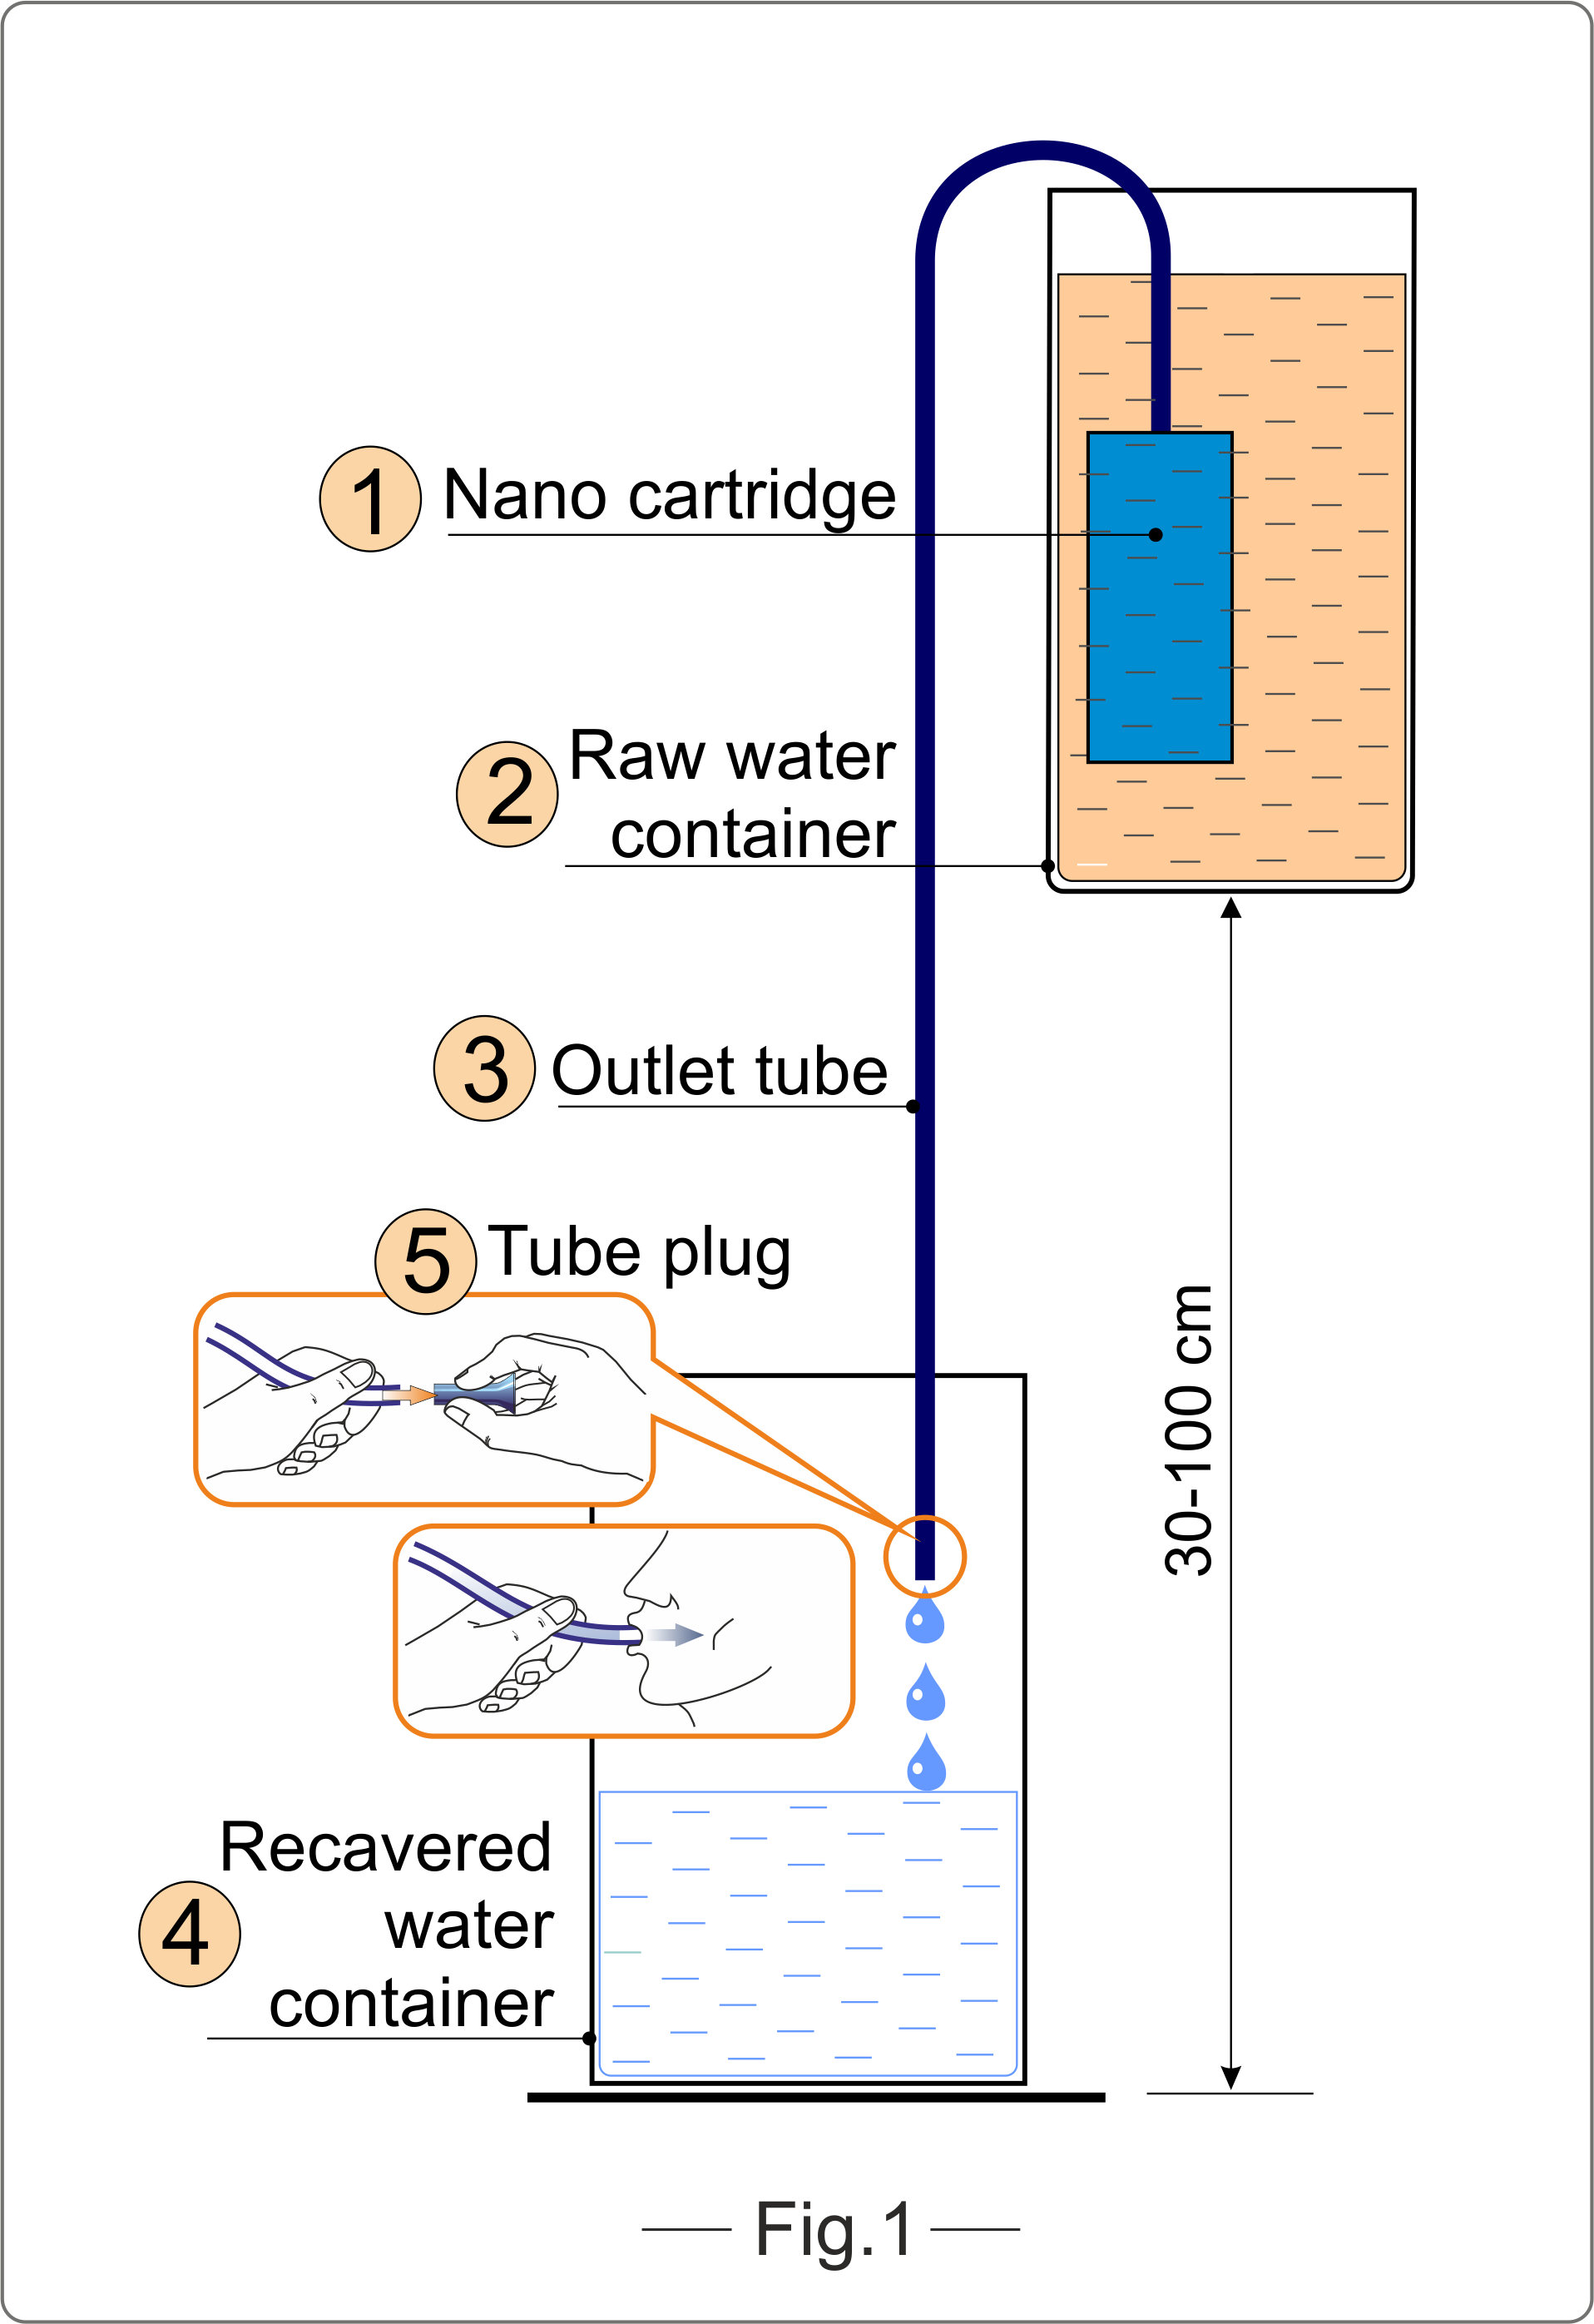 1 Nano cartridge
2 Raw water
container
3 Outlet tube
5 Tube plug
30-100 cm
Recavered
4 water
container
Fig.1